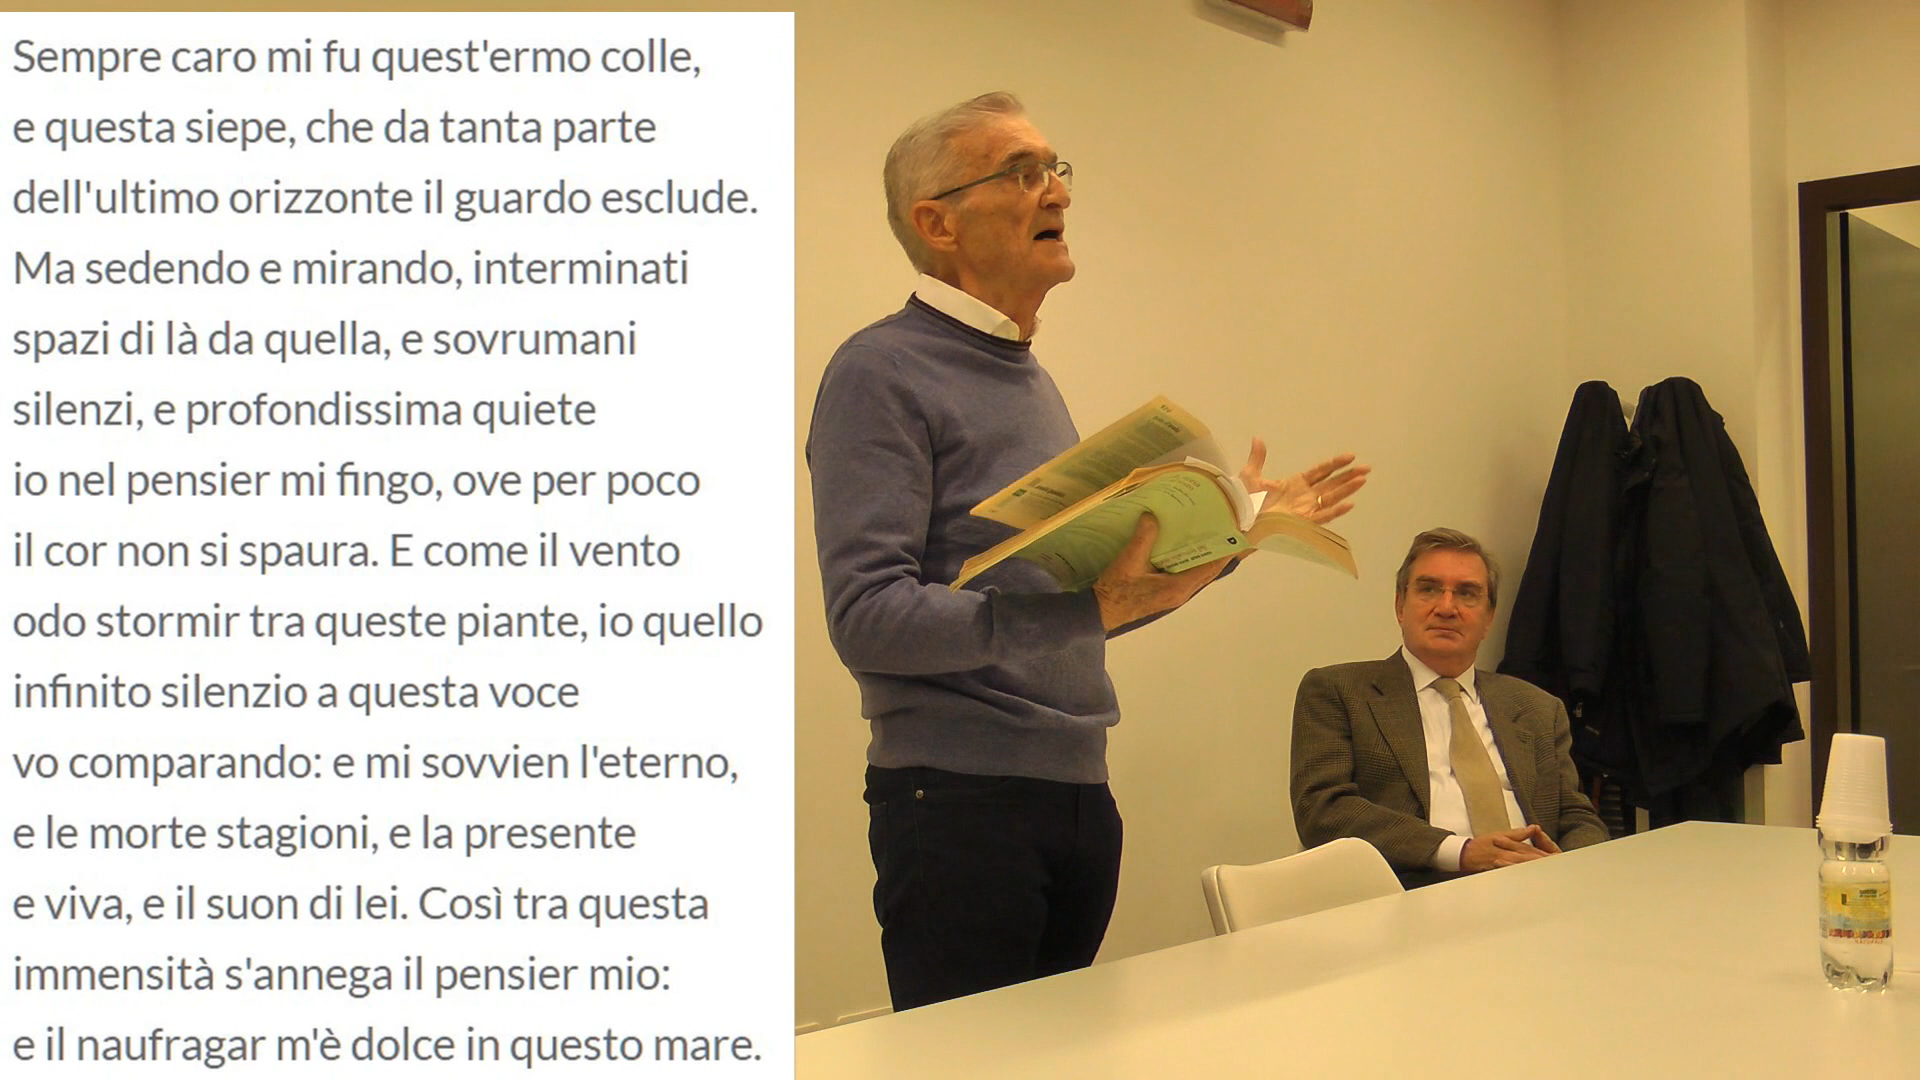 Sempre caro mi fu quest'ermo colle,
e questa siepe, che da tanta parte
dell'ultimo orizzonte il guardo esclude.
Ma sedendo e mirando, interminati
spazi di là da quella, e sovrumani
silenzi, e profondissima quiete
io nel pensier mi fingo, ove per poco
il cor non si spaura. E come il vento
odo stormir tra queste piante, io quello
infinito silenzio a questa voce
vo comparando: e mi sovvien l'eterno,
e le morte stagioni, e la presente
e viva, e il suon di lei. Così tra questa
immensità s'annega il pensier mio:
e il naufragar m'è dolce in questo mare.